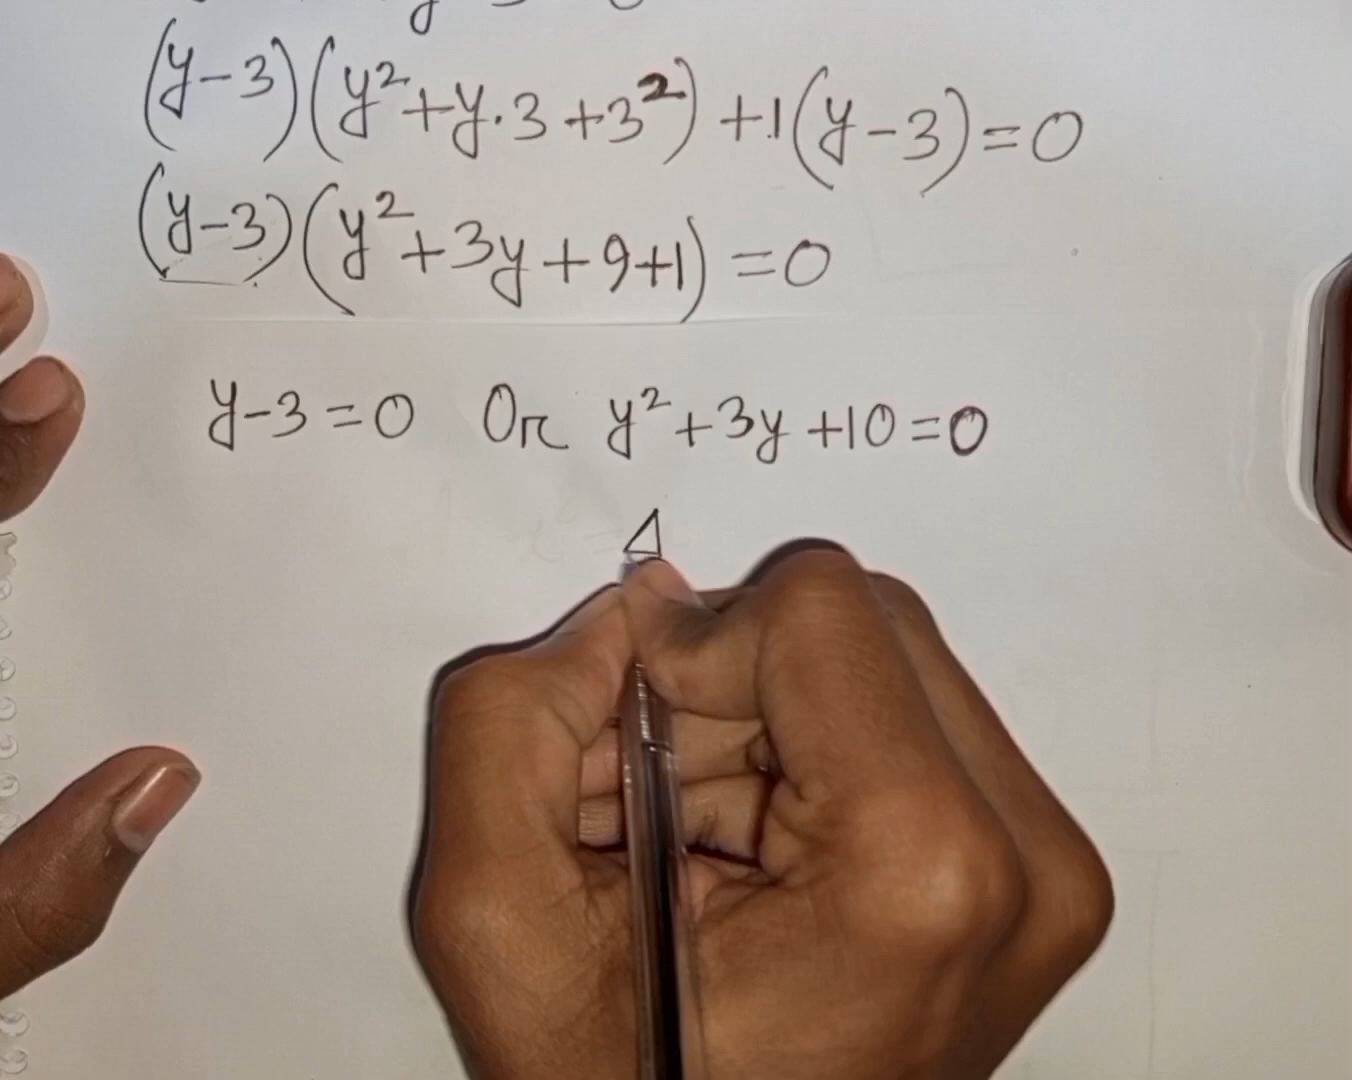 (y-3)(y²+y·3+3²)+1(y-3)=0
(y-3)(y²+3y+9+1)=0
y-3=0 Or y²+3y+10=0
Δ